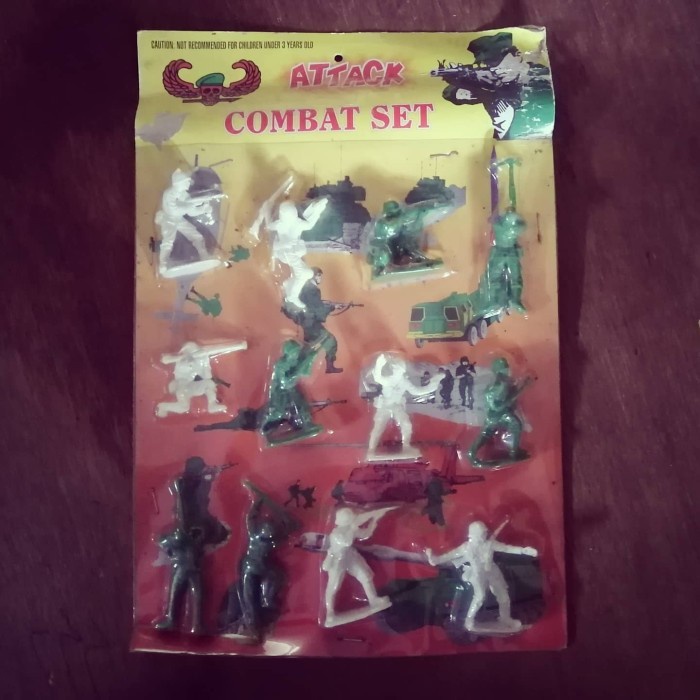 CAUTION. NOT RECOMMENDED FOR CHILDREN UNDER 3 YEARS OLD
ATTACK
COMBAT SET